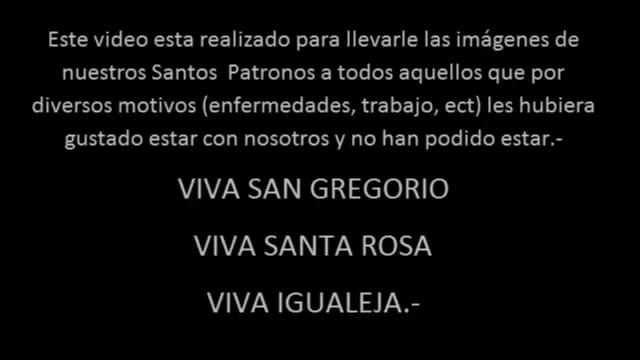 Este video esta realizado para llevarle las imágenes de
nuestros Santos Patronos a todos aquellos que por
diversos motivos (enfermedades, trabajo, ect) les hubiera
gustado estar con nosotros y no han podido estar.-
VIVA SAN GREGORIO
VIVA SANTA ROSA
VIVA IGUALEJA.-